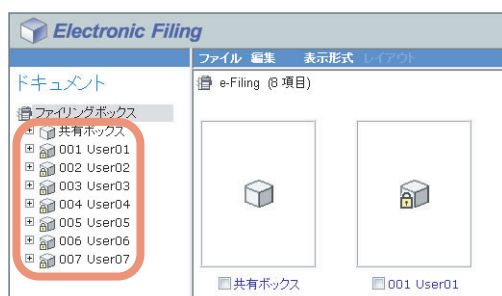 Electronic Filing
ファイル 編集 表示形式 レイアウト
ドキュメント
ファイリングボックス
共有ボックス
001 User01
002 User02
003 User03
004 User04
005 User05
006 User06
007 User07
e-Filing (8 項目)
共有ボックス
001 User01